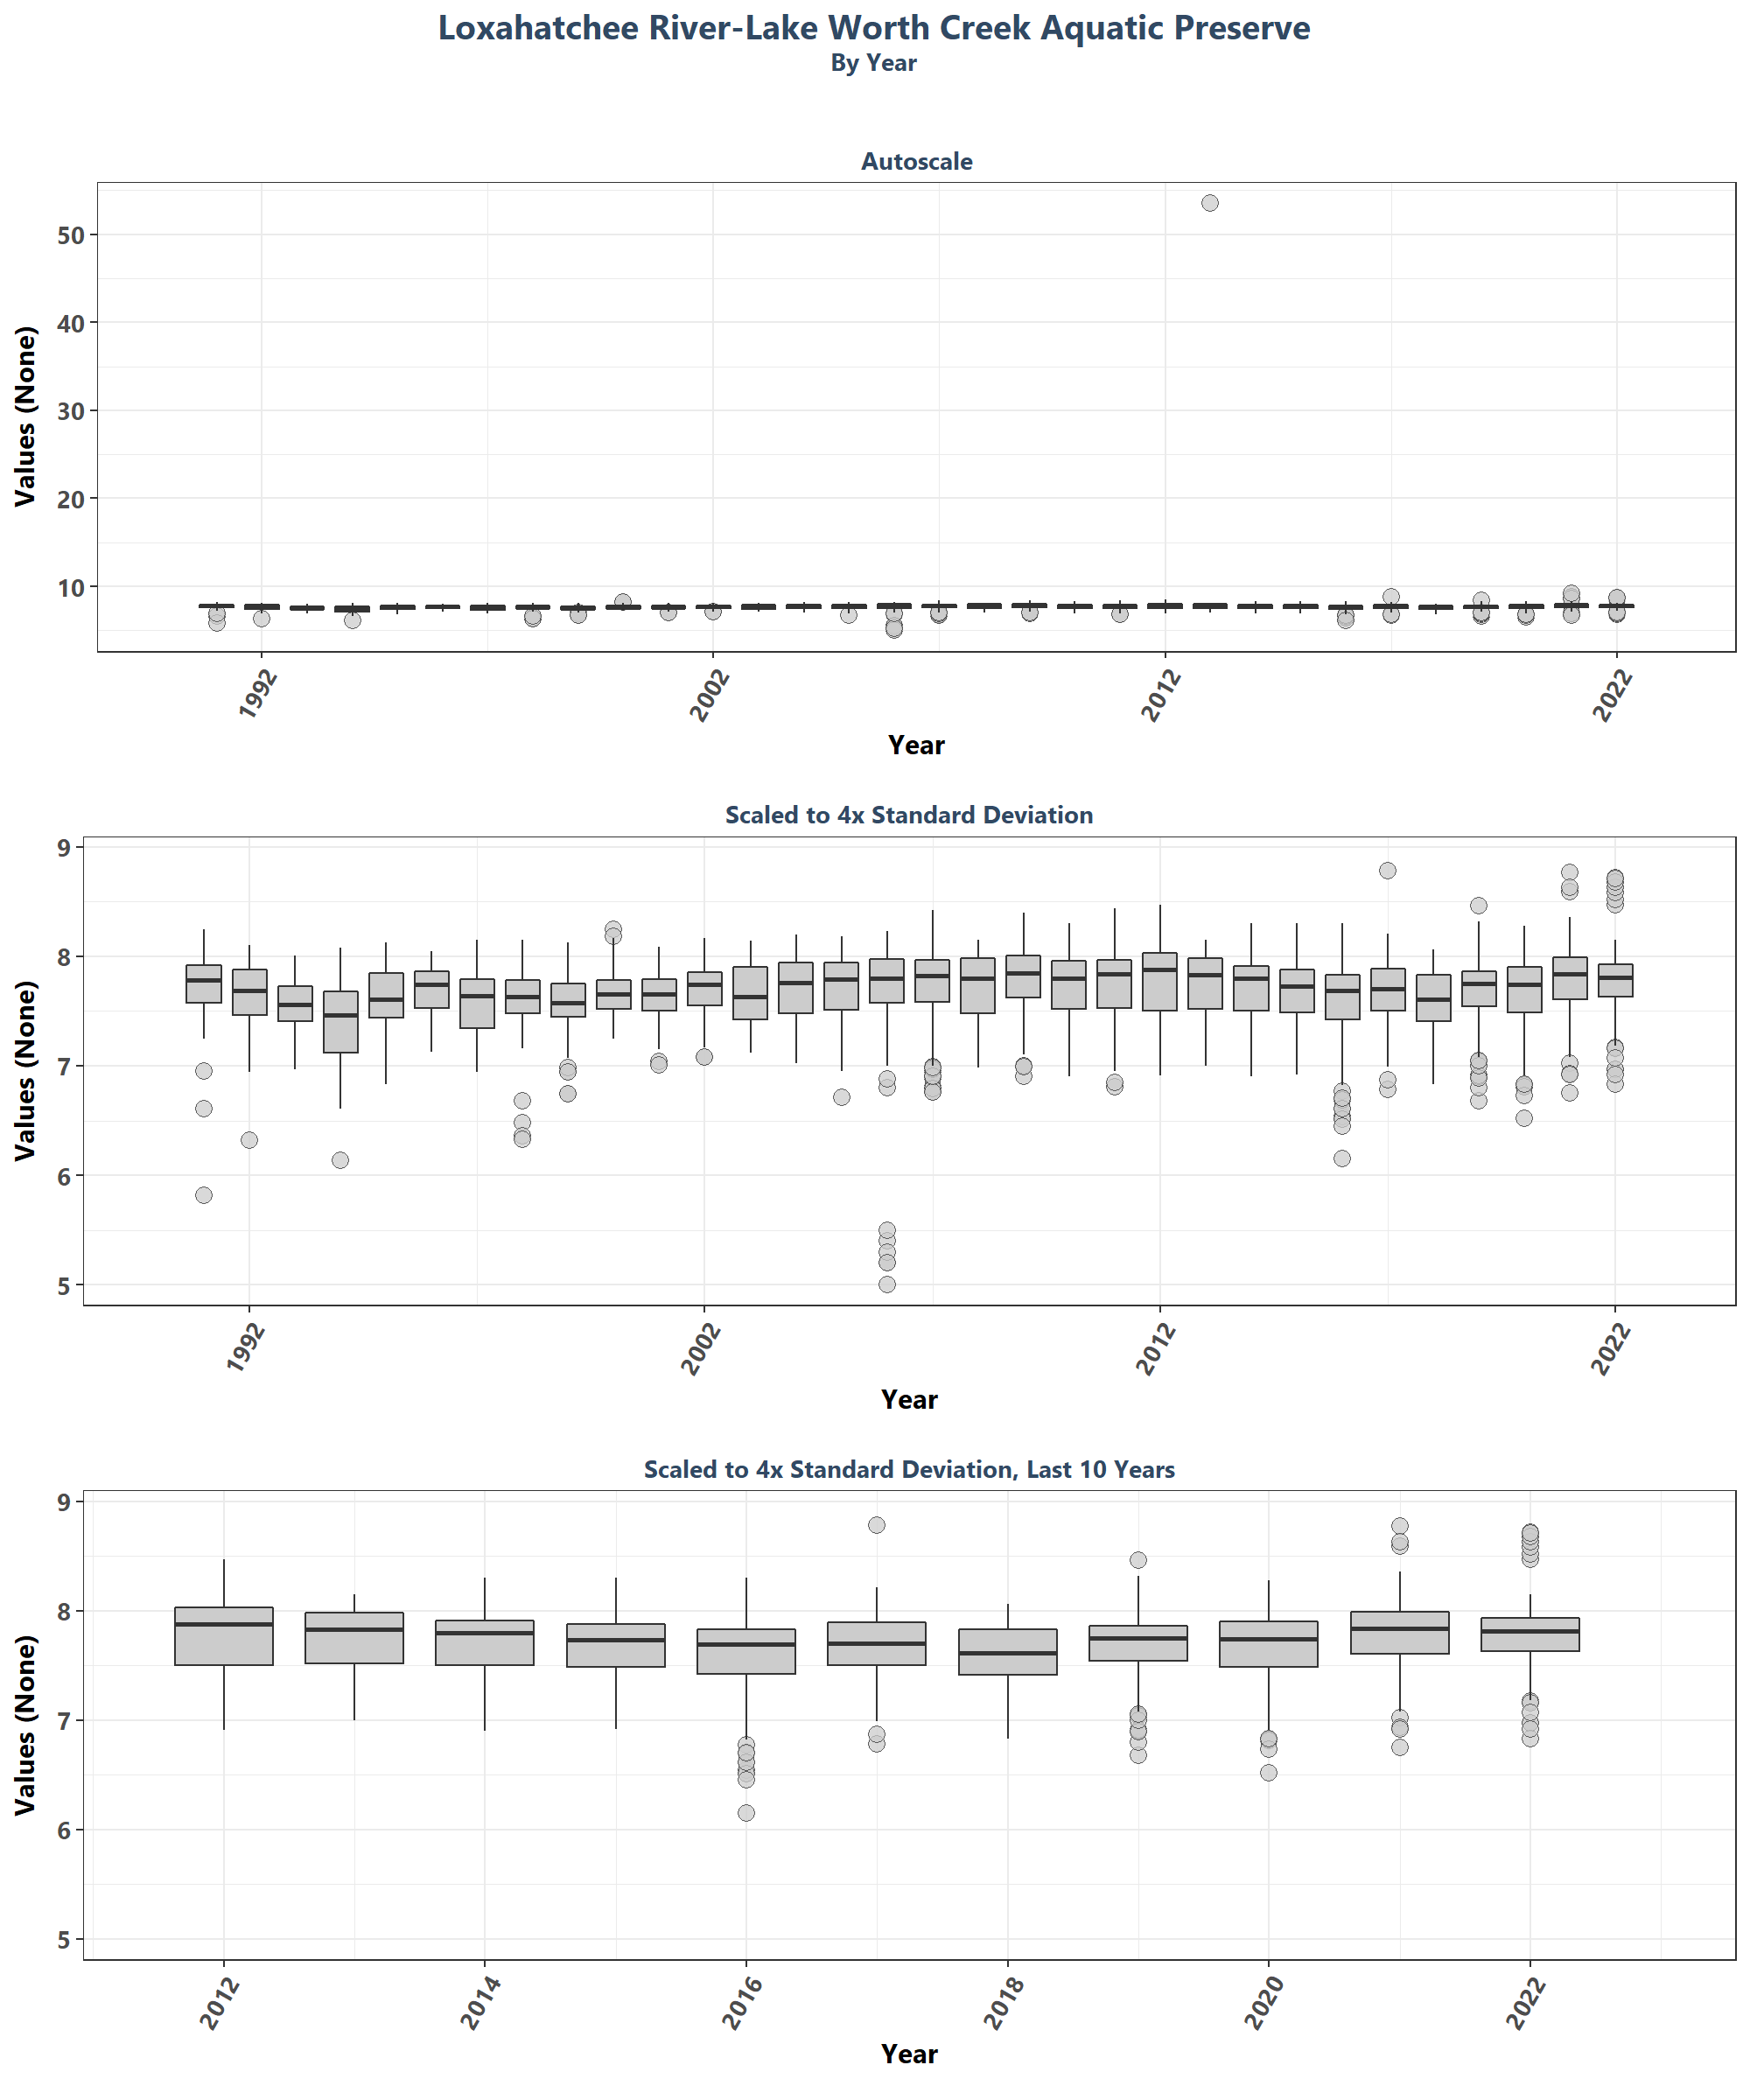 Loxahatchee River-Lake Worth Creek Aquatic Preserve
By Year
Autoscale
Values (None)
50
40
30
20
10
1992
2002
2012
2022
Year
Scaled to 4x Standard Deviation
Values (None)
9
8
7
6
5
1992
2002
2012
2022
Year
Scaled to 4x Standard Deviation, Last 10 Years
Values (None)
9
8
7
6
5
2012
2014
2016
2018
2020
2022
Year